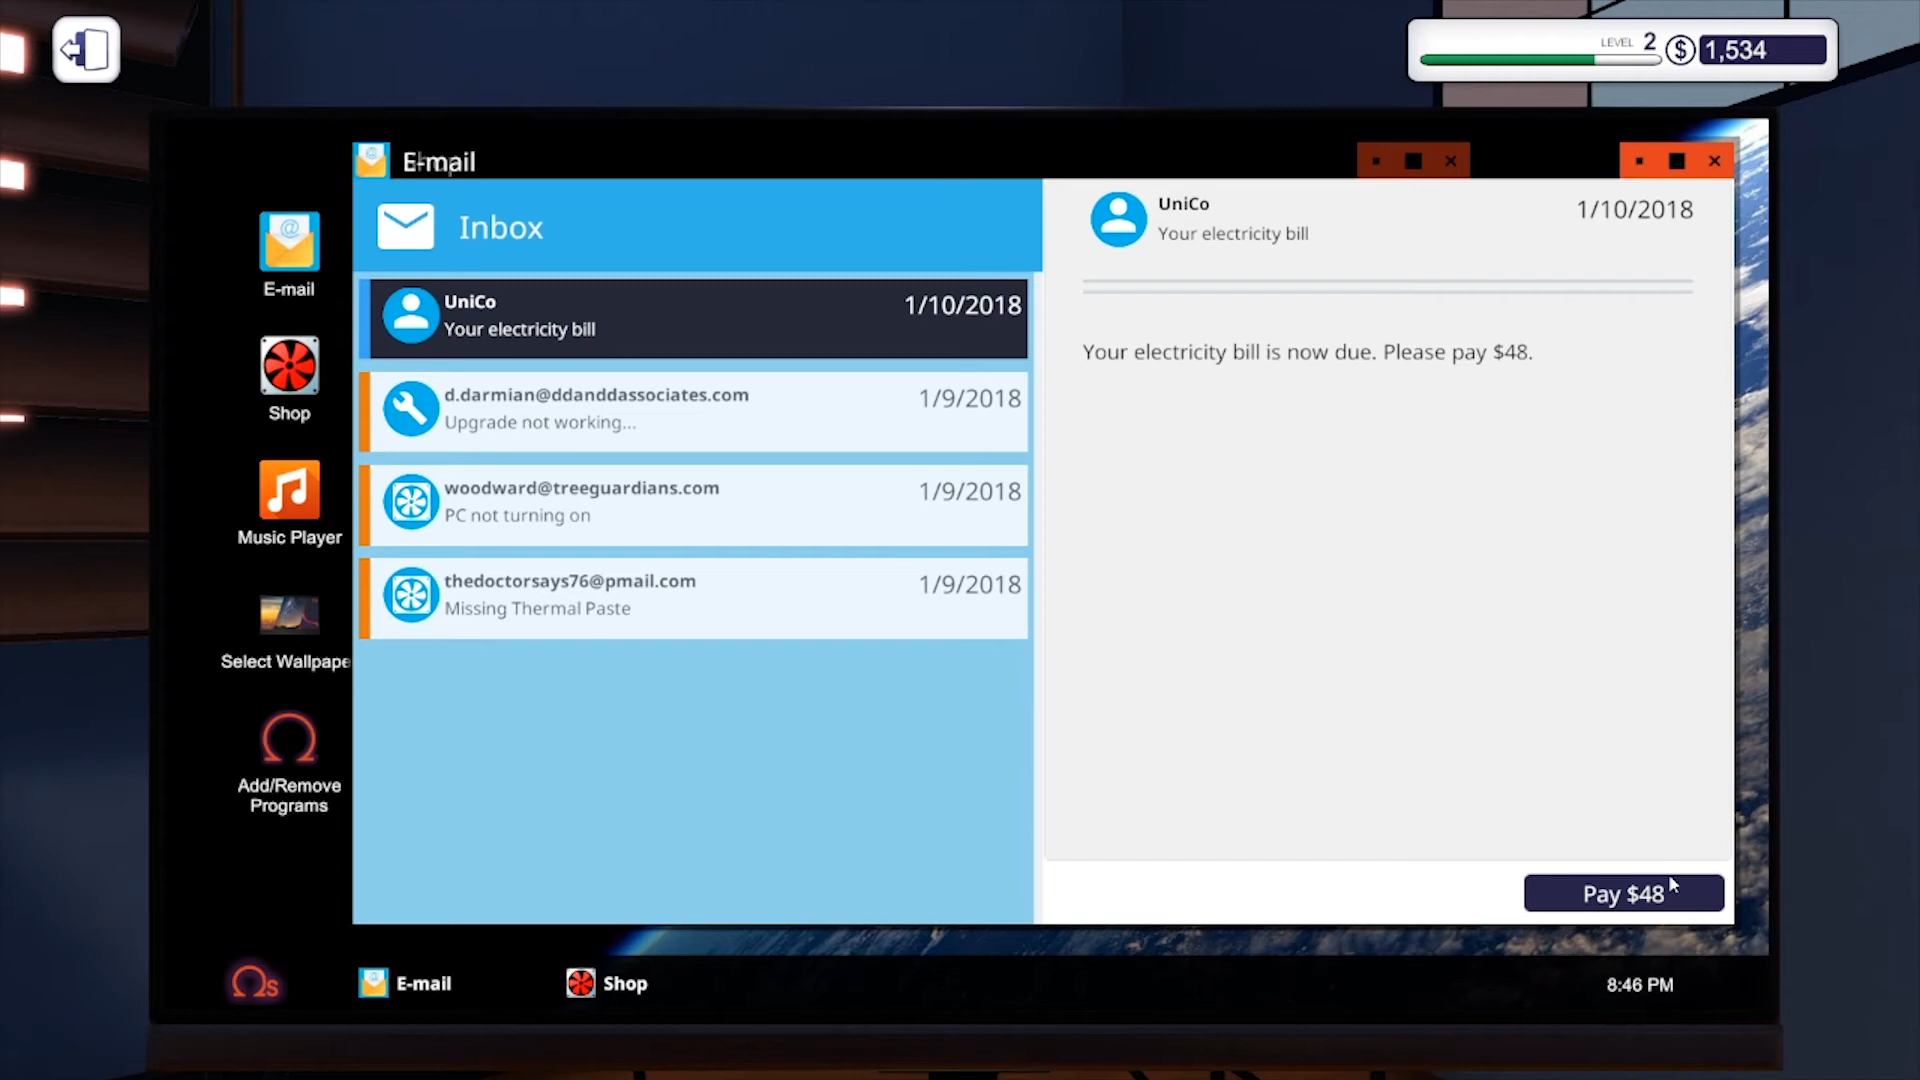 LEVEL 2
$ 1,534
E-mail
Inbox
UniCo
1/10/2018
Your electricity bill
d.darmian@ddanddassociates.com
1/9/2018
Upgrade not working...
woodward@treeguardians.com
1/9/2018
PC not turning on
thedoctorsays76@pmail.com
1/9/2018
Missing Thermal Paste
UniCo
1/10/2018
Your electricity bill
Your electricity bill is now due. Please pay $48.
Pay $48
E-mail
Shop
Music Player
Select Wallpape
Add/Remove
Programs
E-mail
Shop
8:46 PM